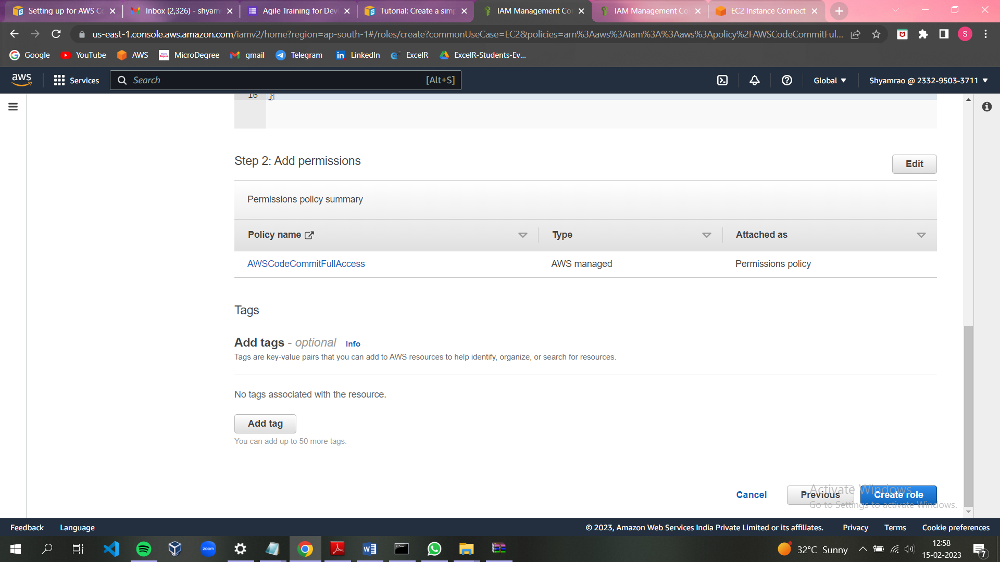 Setting up for AWS Co
Inbox (2,326) - shyam
Agile Training for Dev
Tutorial: Create a simp
IAM Management Co
IAM Management Co
EC2 Instance Connect
us-east-1.console.aws.amazon.com/iamv2/home?region=ap-south-1#/roles/create?commonUseCase=EC2&policies=arn%3Aaws%3Aiam%3A%3Aaws%3Apolicy%2FAWSCodeCommitFul...
S
Google
YouTube
AWS
MicroDegree
gmail
Telegram
LinkedIn
ExcelR
ExcelR-Students-Ev...
aws
Services
Search
[Alt+S]
Global
Shyamrao @ 2332-9503-3711
16 }
Step 2: Add permissions
Edit
Permissions policy summary
Policy name
Type
Attached as
AWSCodeCommitFullAccess
AWS managed
Permissions policy
Tags
Add tags - optional Info
Tags are key-value pairs that you can add to AWS resources to help identify, organize, or search for resources.
No tags associated with the resource.
Add tag
You can add up to 50 more tags.
Cancel
Previous
Create role
Activate Windows
Go to Settings to activate Windows.
Feedback
Language
© 2023, Amazon Web Services India Private Limited or its affiliates.
Privacy
Terms
Cookie preferences
zoom
32°C Sunny
12:58
15-02-2023
7